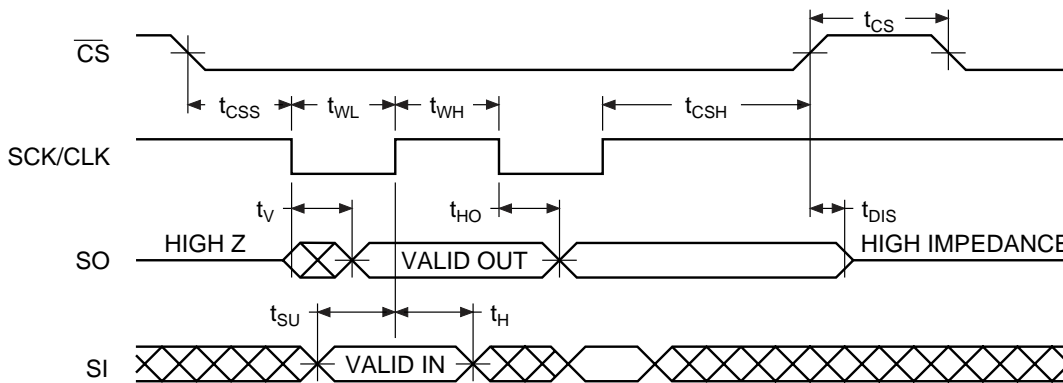 t_CS
CS
t_CSS t_WL t_WH t_CSH
SCK/CLK
t_V t_HO t_DIS
HIGH Z VALID OUT HIGH IMPEDANCE
SO
t_SU t_H
SI VALID IN